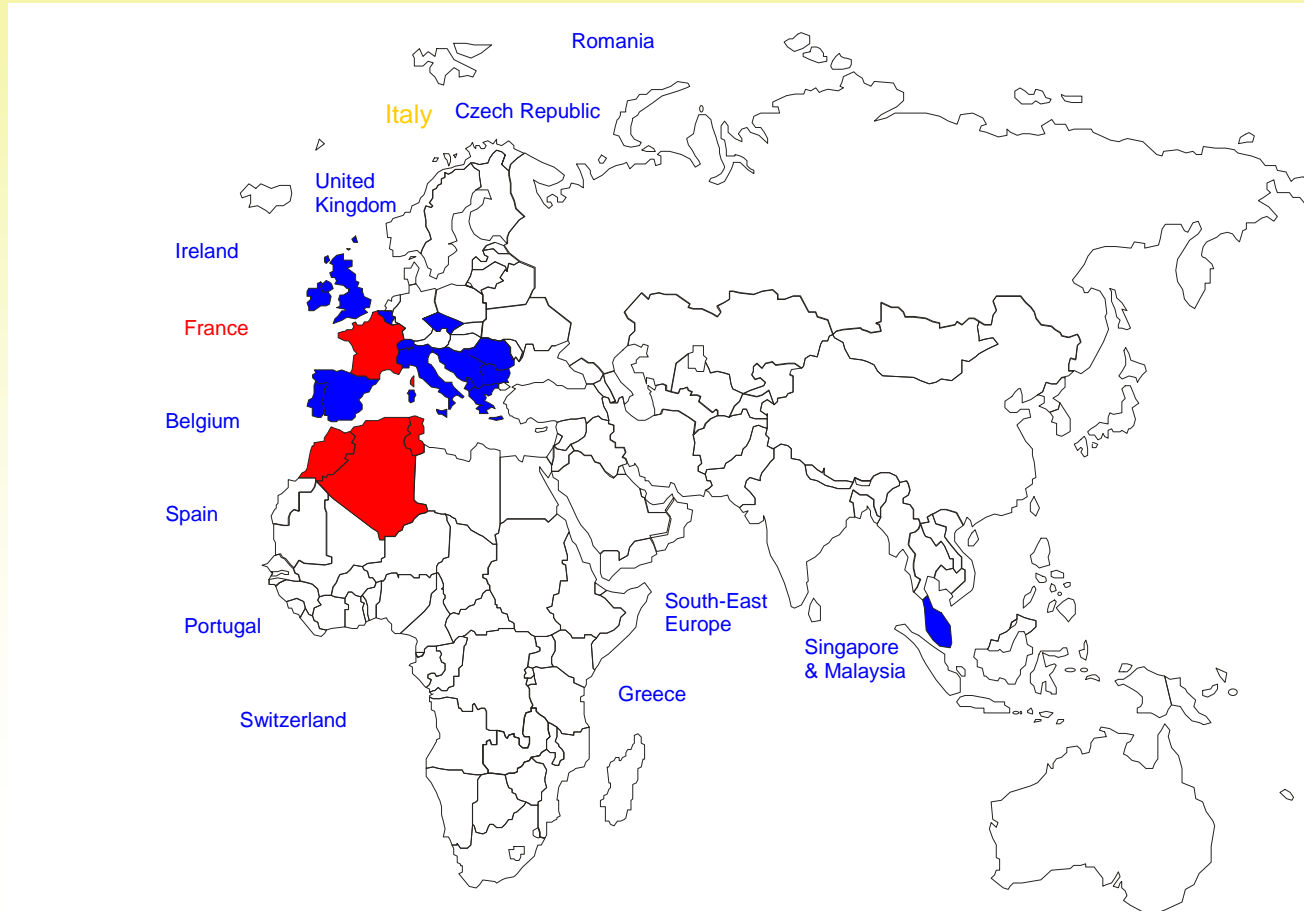 Romania
Italy
Czech Republic
United
Kingdom
Ireland
France
Belgium
Spain
South-East
Europe
Portugal
Singapore
& Malaysia
Greece
Switzerland